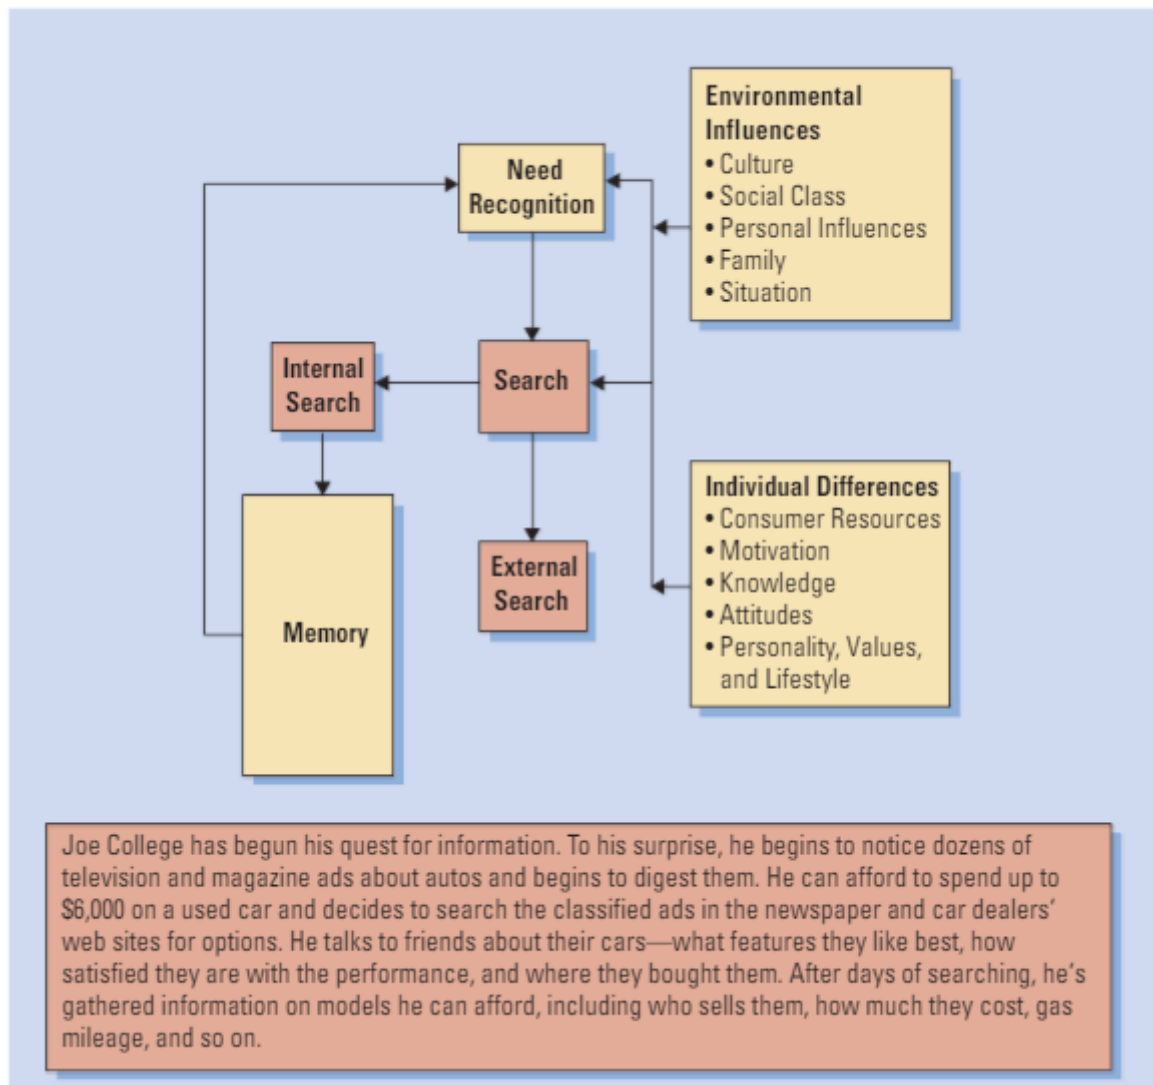 Environmental
Influences
• Culture
• Social Class
• Personal Influences
• Family
• Situation
Need
Recognition
Internal
Search
Search
Individual Differences
• Consumer Resources
• Motivation
• Knowledge
• Attitudes
• Personality, Values,
and Lifestyle
External
Search
Memory
Joe College has begun his quest for information. To his surprise, he begins to notice dozens of
television and magazine ads about autos and begins to digest them. He can afford to spend up to
$6,000 on a used car and decides to search the classified ads in the newspaper and car dealers’
web sites for options. He talks to friends about their cars—what features they like best, how
satisfied they are with the performance, and where they bought them. After days of searching, he’s
gathered information on models he can afford, including who sells them, how much they cost, gas
mileage, and so on.